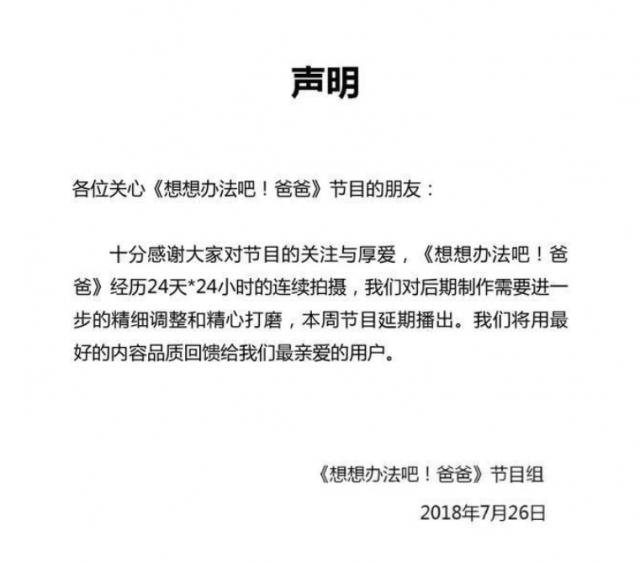 声明
各位关心《想想办法吧！爸爸》节目的朋友：
十分感谢大家对节目的关注与厚爱，《想想办法吧！爸
爸》经历24天*24小时的连续拍摄，我们对后期制作需要进一
步的精细调整和精心打磨，本周节目延期播出。我们将用最
好的内容品质回馈给我们最亲爱的用户。
《想想办法吧！爸爸》节目组
2018年7月26日